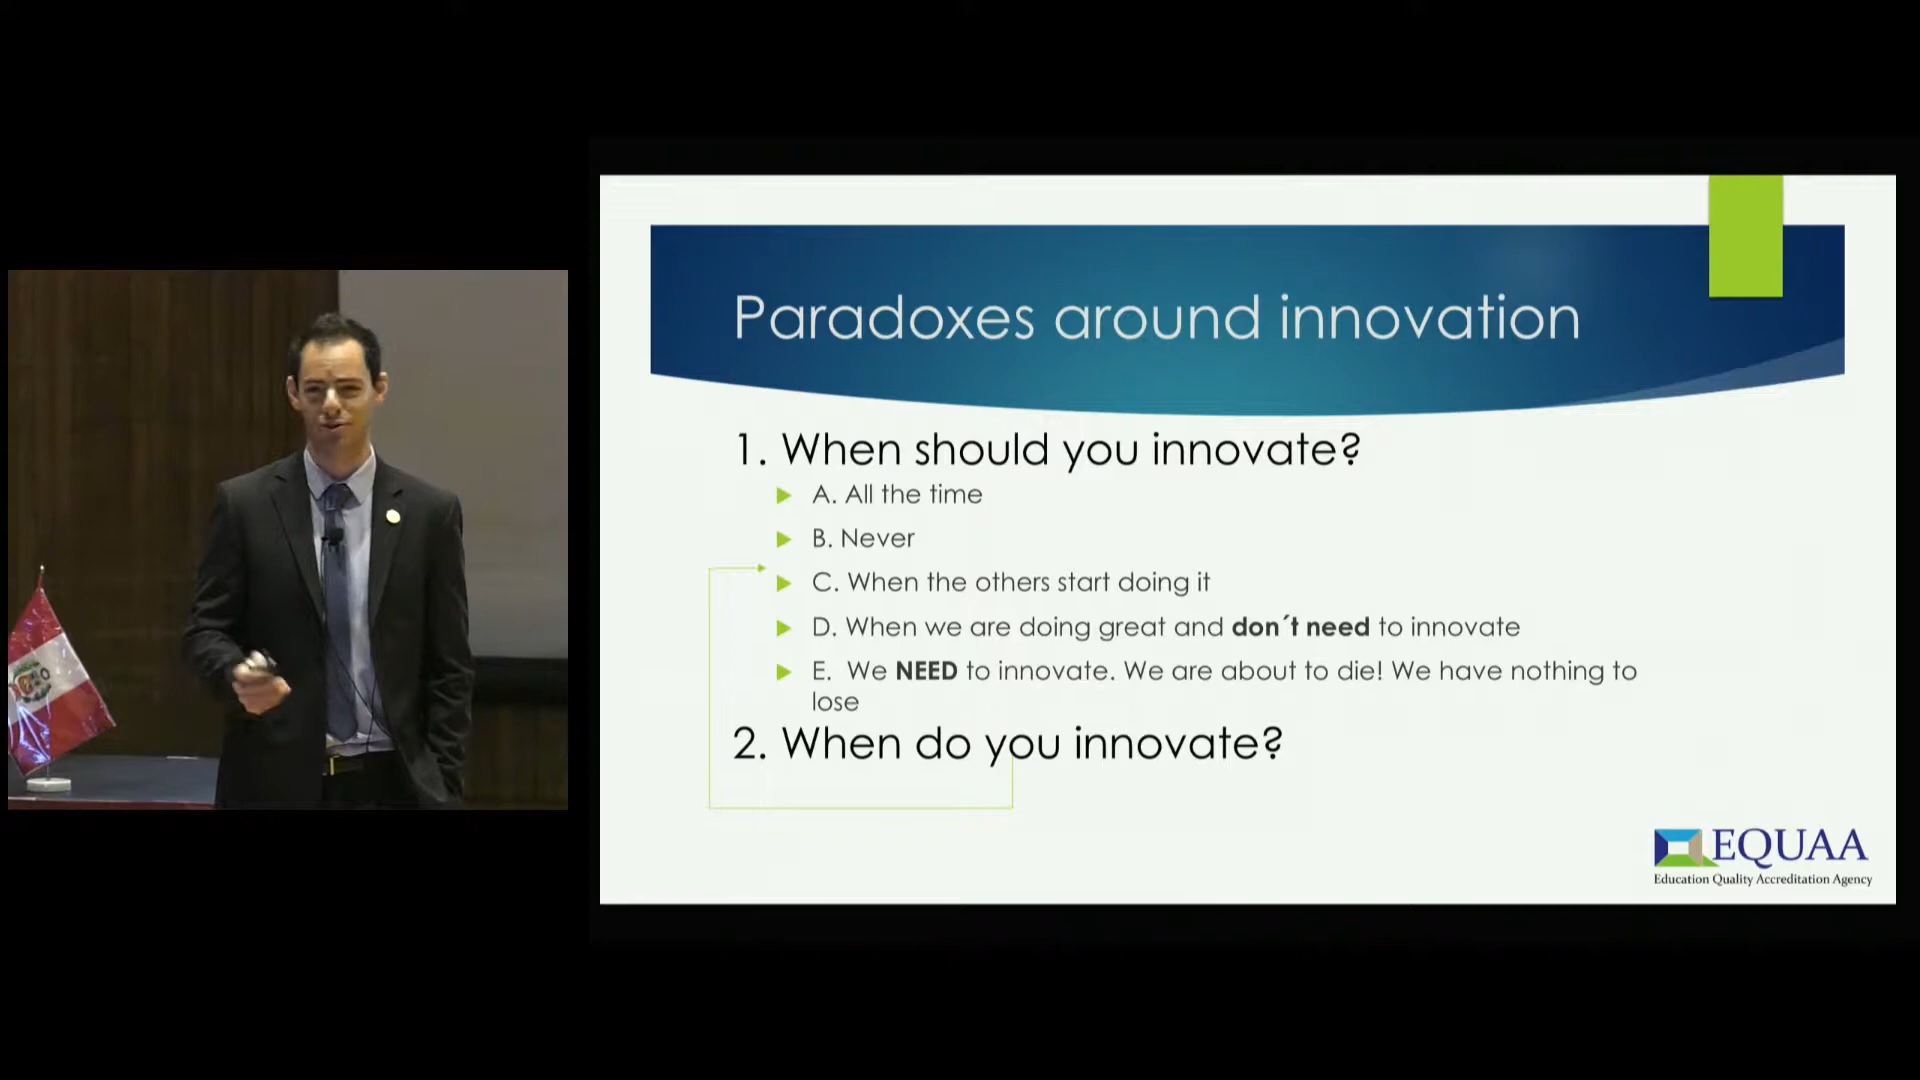 Paradoxes around innovation
1. When should you innovate?
A. All the time
B. Never
C. When the others start doing it
D. When we are doing great and don´t need to innovate
E. We NEED to innovate. We are about to die! We have nothing to
lose
2. When do you innovate?
EQUAA
Education Quality Accreditation Agency